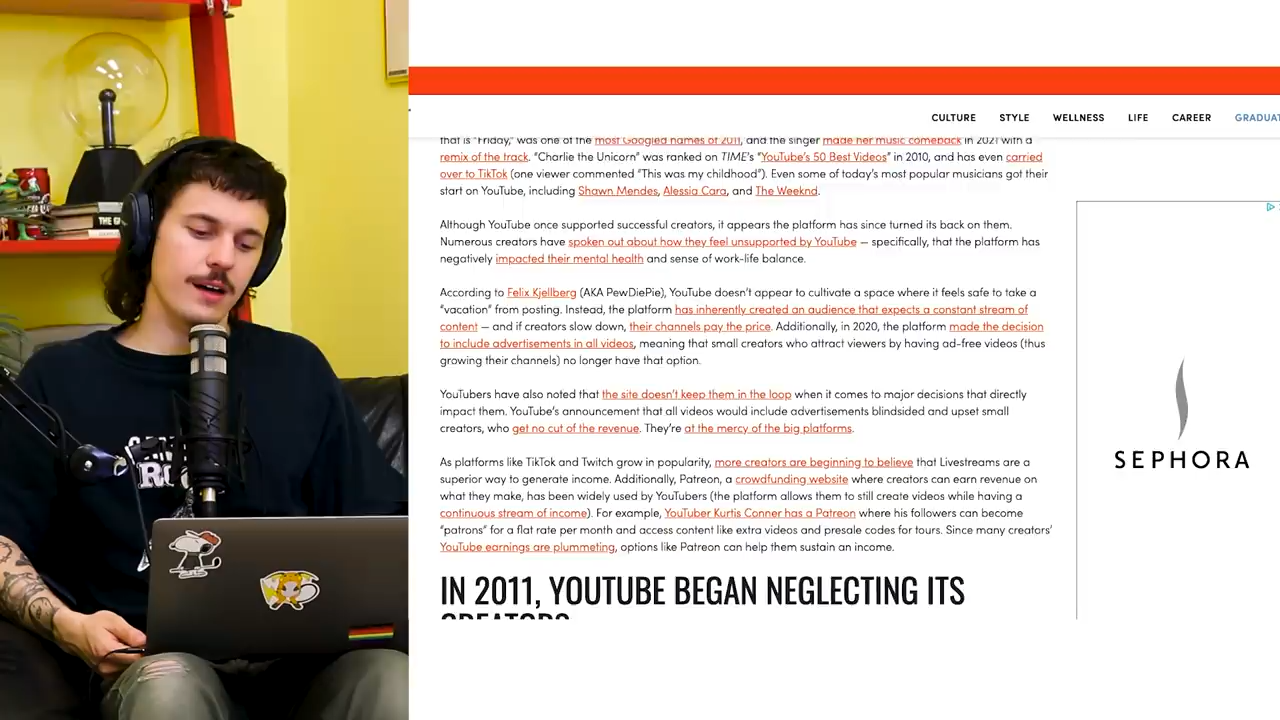 CULTURE STYLE WELLNESS LIFE CAREER GRADUAT
that is "Friday," was one of the most Googled names of 2011, and the singer made her music comeback in 2021 with a
remix of the track. "Charlie the Unicorn" was ranked on TIME's "YouTube's 50 Best Videos" in 2010, and has even carried
over to TikTok (one viewer commented "This was my childhood"). Even some of today's most popular musicians got their
start on YouTube, including Shawn Mendes, Alessia Cara, and The Weeknd.
Although YouTube once supported successful creators, it appears the platform has since turned its back on them.
Numerous creators have spoken out about how they feel unsupported by YouTube — specifically, that the platform has
negatively impacted their mental health and sense of work-life balance.
According to Felix Kjellberg (AKA PewDiePie), YouTube doesn't appear to cultivate a space where it feels safe to take a
"vacation" from posting. Instead, the platform has inherently created an audience that expects a constant stream of
content — and if creators slow down, their channels pay the price. Additionally, in 2020, the platform made the decision
to include advertisements in all videos, meaning that small creators who attract viewers by having ad-free videos (thus
growing their channels) no longer have that option.
YouTubers have also noted that the site doesn't keep them in the loop when it comes to major decisions that directly
impact them. YouTube's announcement that all videos would include advertisements blindsided and upset small
creators, who get no cut of the revenue. They're at the mercy of the big platforms.
As platforms like TikTok and Twitch grow in popularity, more creators are beginning to believe that Livestreams are a
superior way to generate income. Additionally, Patreon, a crowdfunding website where creators can earn revenue on
what they make, has been widely used by YouTubers (the platform allows them to still create videos while having a
continuous stream of income). For example, YouTuber Kurtis Conner has a Patreon where his followers can become
"patrons" for a flat rate per month and access content like extra videos and presale codes for tours. Since many creators'
YouTube earnings are plummeting, options like Patreon can help them sustain an income.
IN 2011, YOUTUBE BEGAN NEGLECTING ITS
CREATORS
SEPHORA